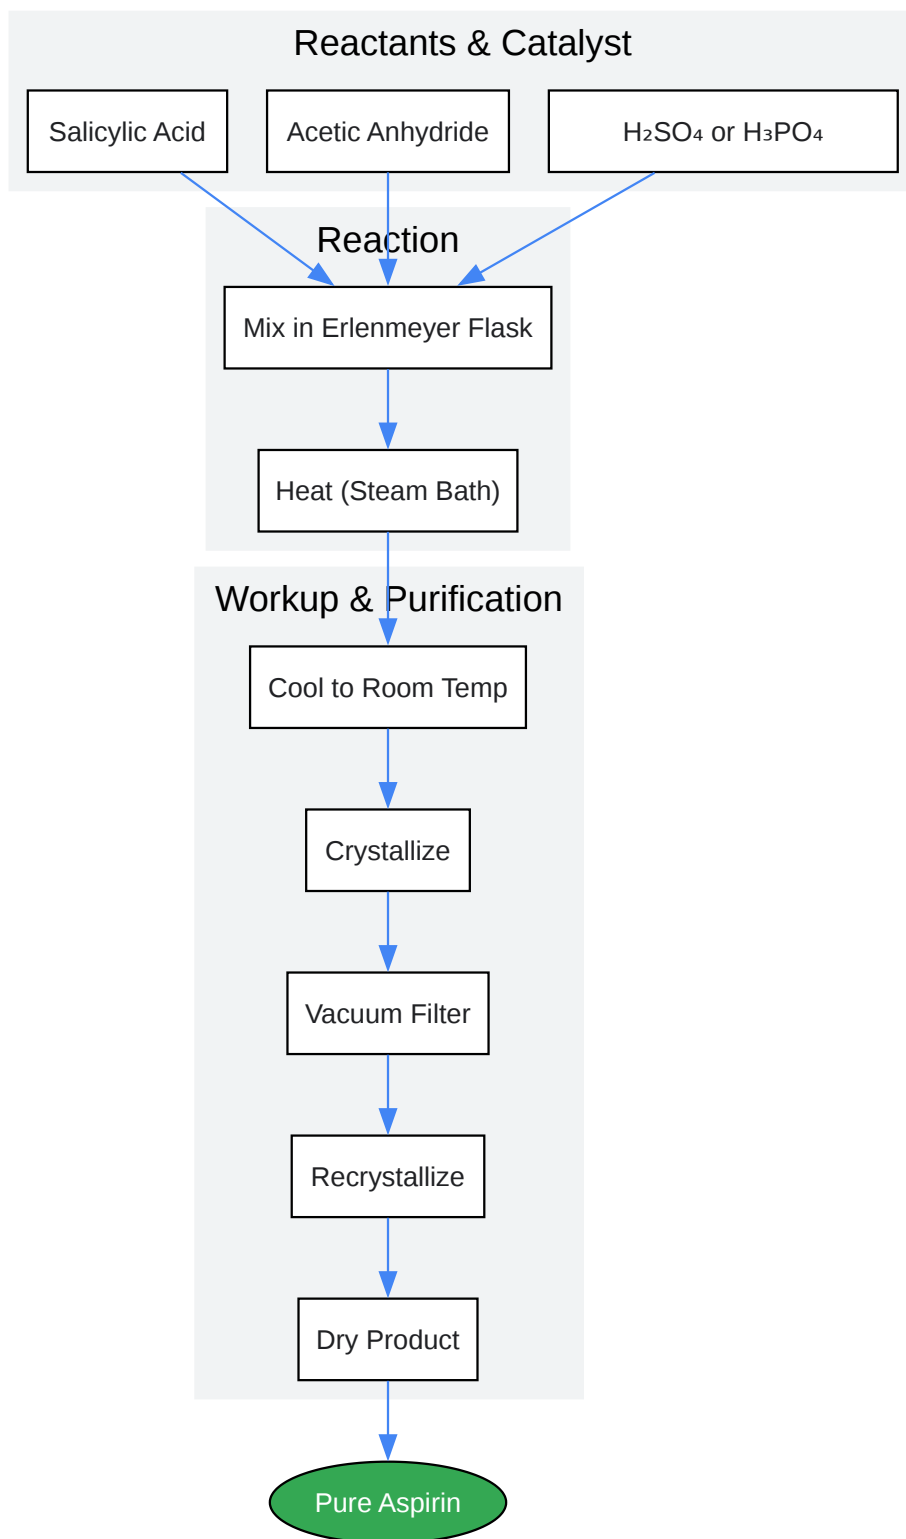 Reactants & Catalyst
Salicylic Acid
Acetic Anhydride
H₂SO₄ or H₃PO₄
Reaction
Mix in Erlenmeyer Flask
Heat (Steam Bath)
Workup & Purification
Cool to Room Temp
Crystallize
Vacuum Filter
Recrystallize
Dry Product
Pure Aspirin